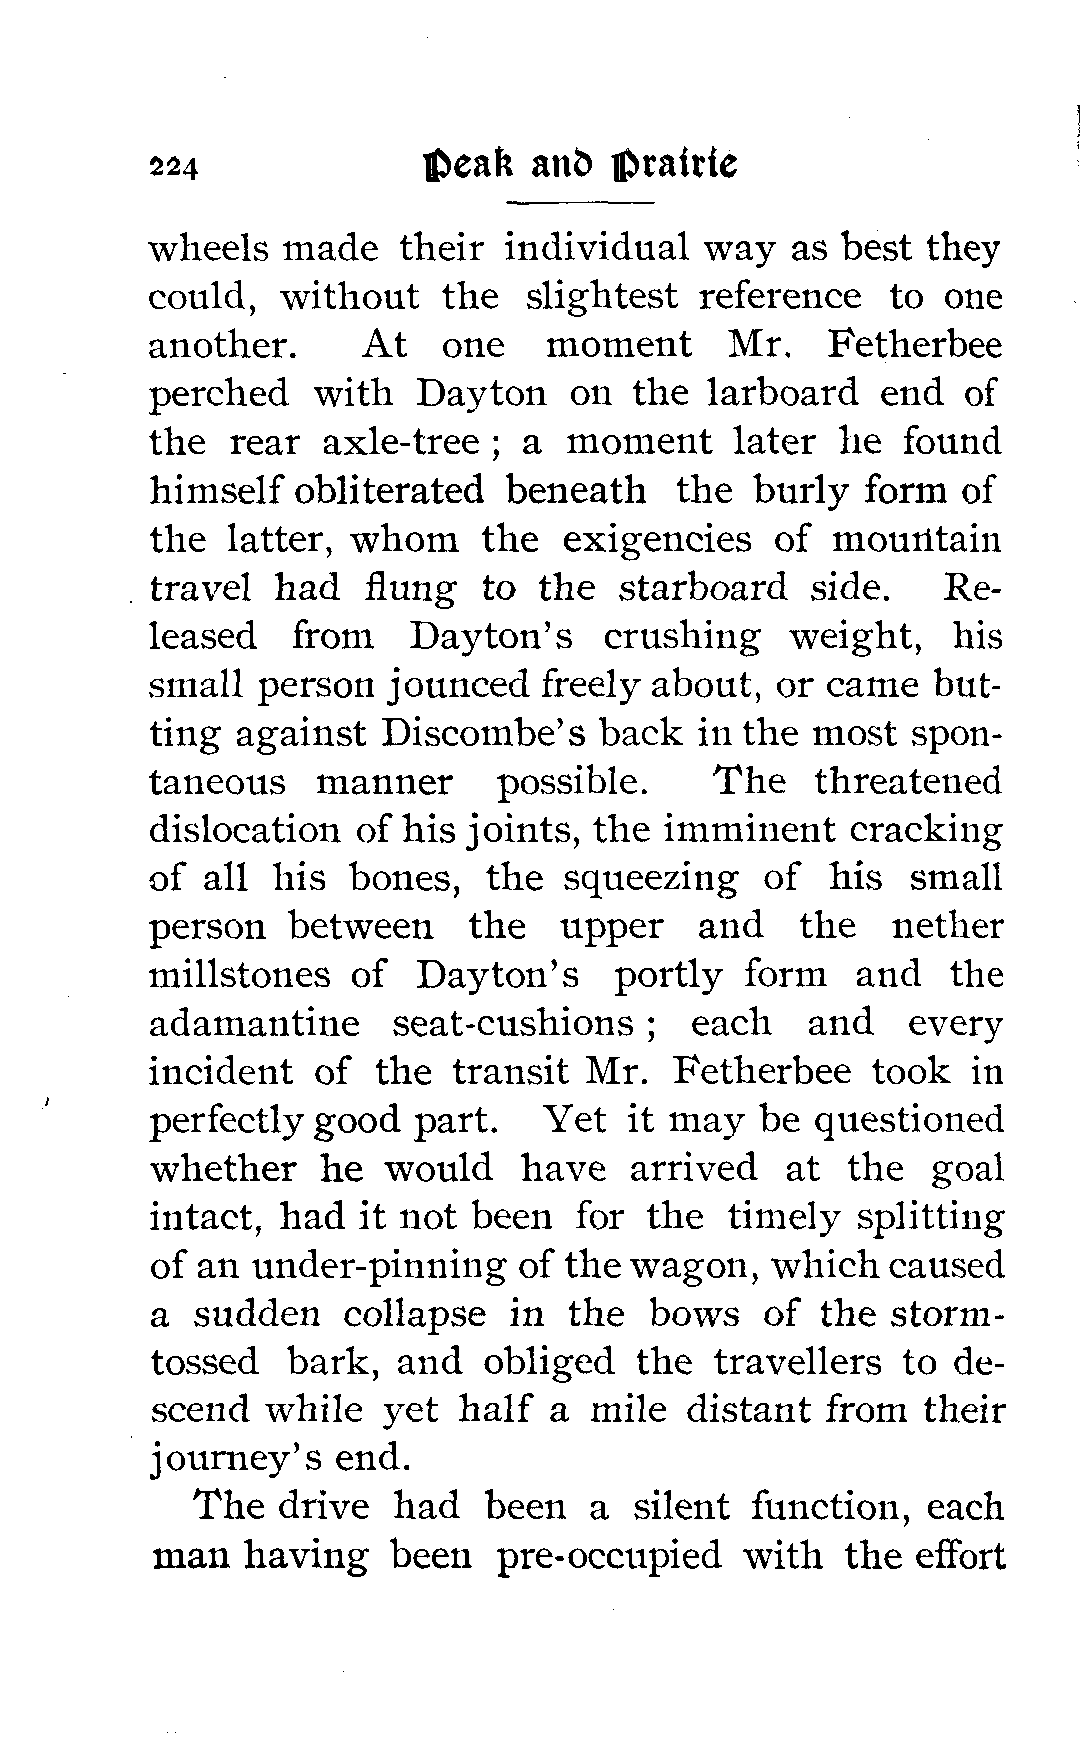 224 Peak and Prairie
wheels made their individual way as best they
could, without the slightest reference to one
another. At one moment Mr. Fetherbee
perched with Dayton on the larboard end of
the rear axle-tree ; a moment later he found
himself obliterated beneath the burly form of
the latter, whom the exigencies of mountain
travel had flung to the starboard side. Re-
leased from Dayton's crushing weight, his
small person jounced freely about, or came but-
ting against Discombe's back in the most spon-
taneous manner possible. The threatened
dislocation of his joints, the imminent cracking
of all his bones, the squeezing of his small
person between the upper and the nether
millstones of Dayton's portly form and the
adamantine seat-cushions ; each and every
incident of the transit Mr. Fetherbee took in
perfectly good part. Yet it may be questioned
whether he would have arrived at the goal
intact, had it not been for the timely splitting
of an under-pinning of the wagon, which caused
a sudden collapse in the bows of the storm-
tossed bark, and obliged the travellers to de-
scend while yet half a mile distant from their
journey's end.
The drive had been a silent function, each
man having been pre-occupied with the effort